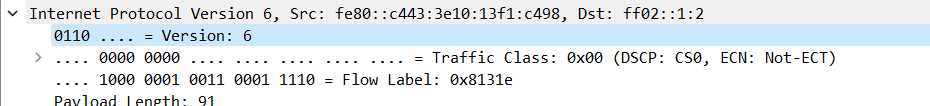 Internet Protocol Version 6, Src: fe80::c443:3e10:13f1:c498, Dst: ff02::1:2
0110 .... = Version: 6
.... 0000 0000 .... .... .... .... .... = Traffic Class: 0x00 (DSCP: CS0, ECN: Not-ECT)
.... 1000 0001 0011 0001 1110 = Flow Label: 0x8131e
Payload Length: 91